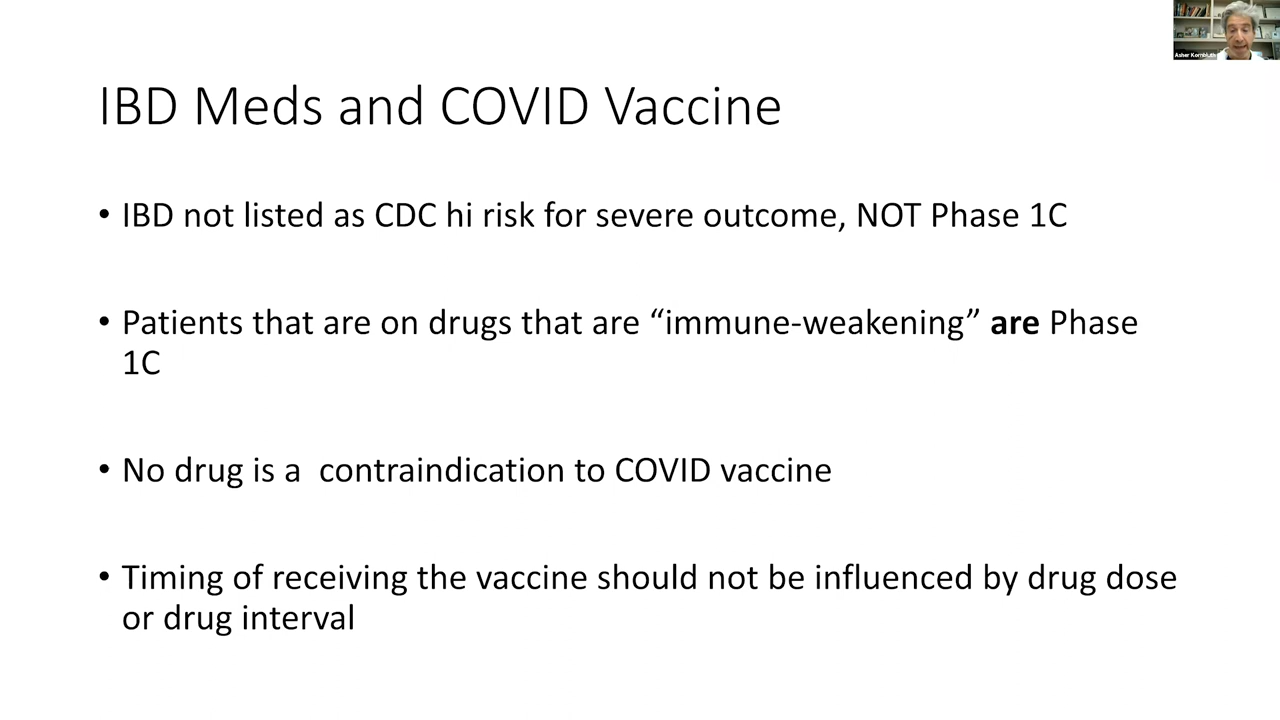 Asher Kornbluth
IBD Meds and COVID Vaccine
• IBD not listed as CDC hi risk for severe outcome, NOT Phase 1C
• Patients that are on drugs that are “immune-weakening” are Phase
1C
• No drug is a  contraindication to COVID vaccine
• Timing of receiving the vaccine should not be influenced by drug dose
or drug interval